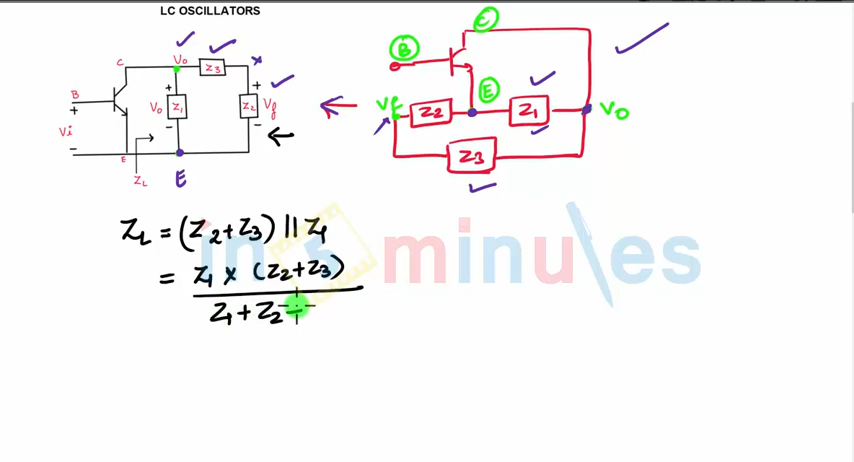 LC OSCILLATORS
C
Vo
Z3
x
B
+
Vi
-
+
Vo
-
Z1
+
Z2
Vf
-
E
ZL
E
C
B
E
Vf
Z2
Z1
Vo
Z3
ZL = (Z2+Z3) || Z1
= Z1 x (Z2+Z3)
Z1 + Z2 -
in 5 minutes